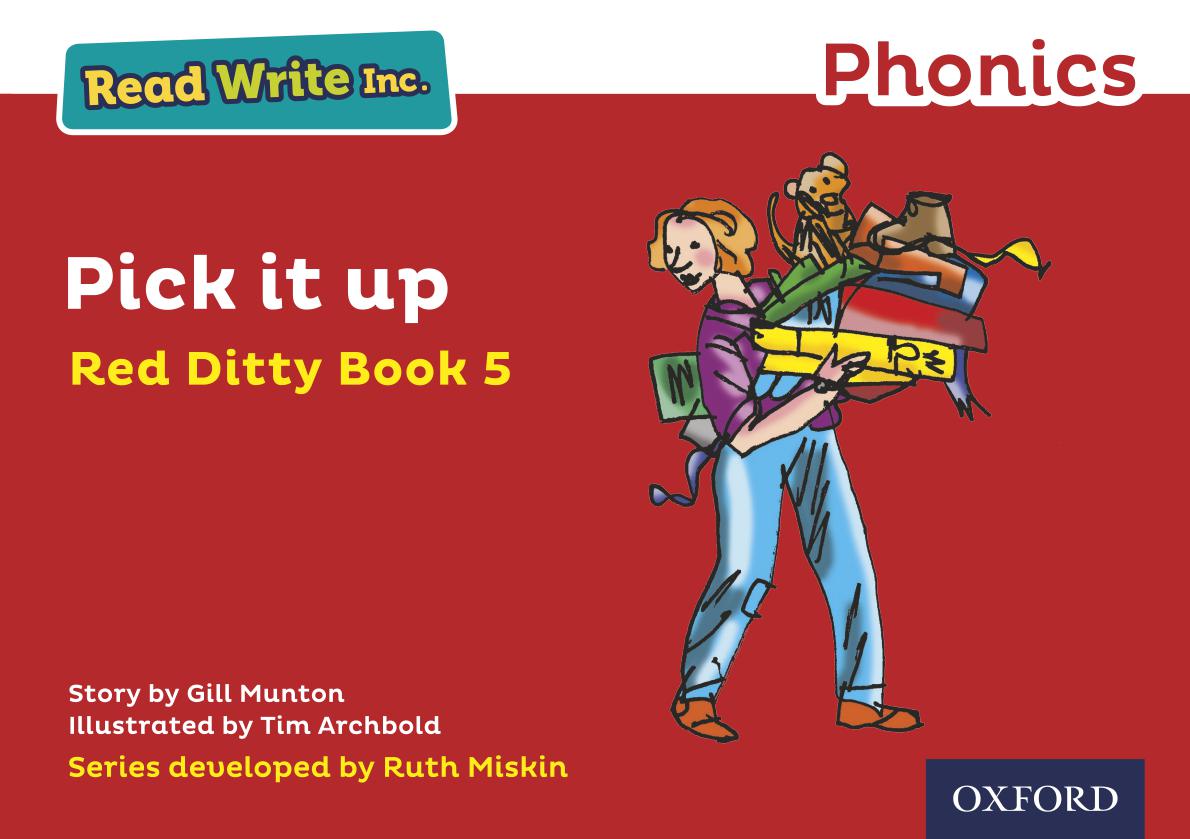 Read Write Inc.
Phonics
Pick it up
Red Ditty Book 5
Story by Gill Munton
Illustrated by Tim Archbold
Series developed by Ruth Miskin
OXFORD